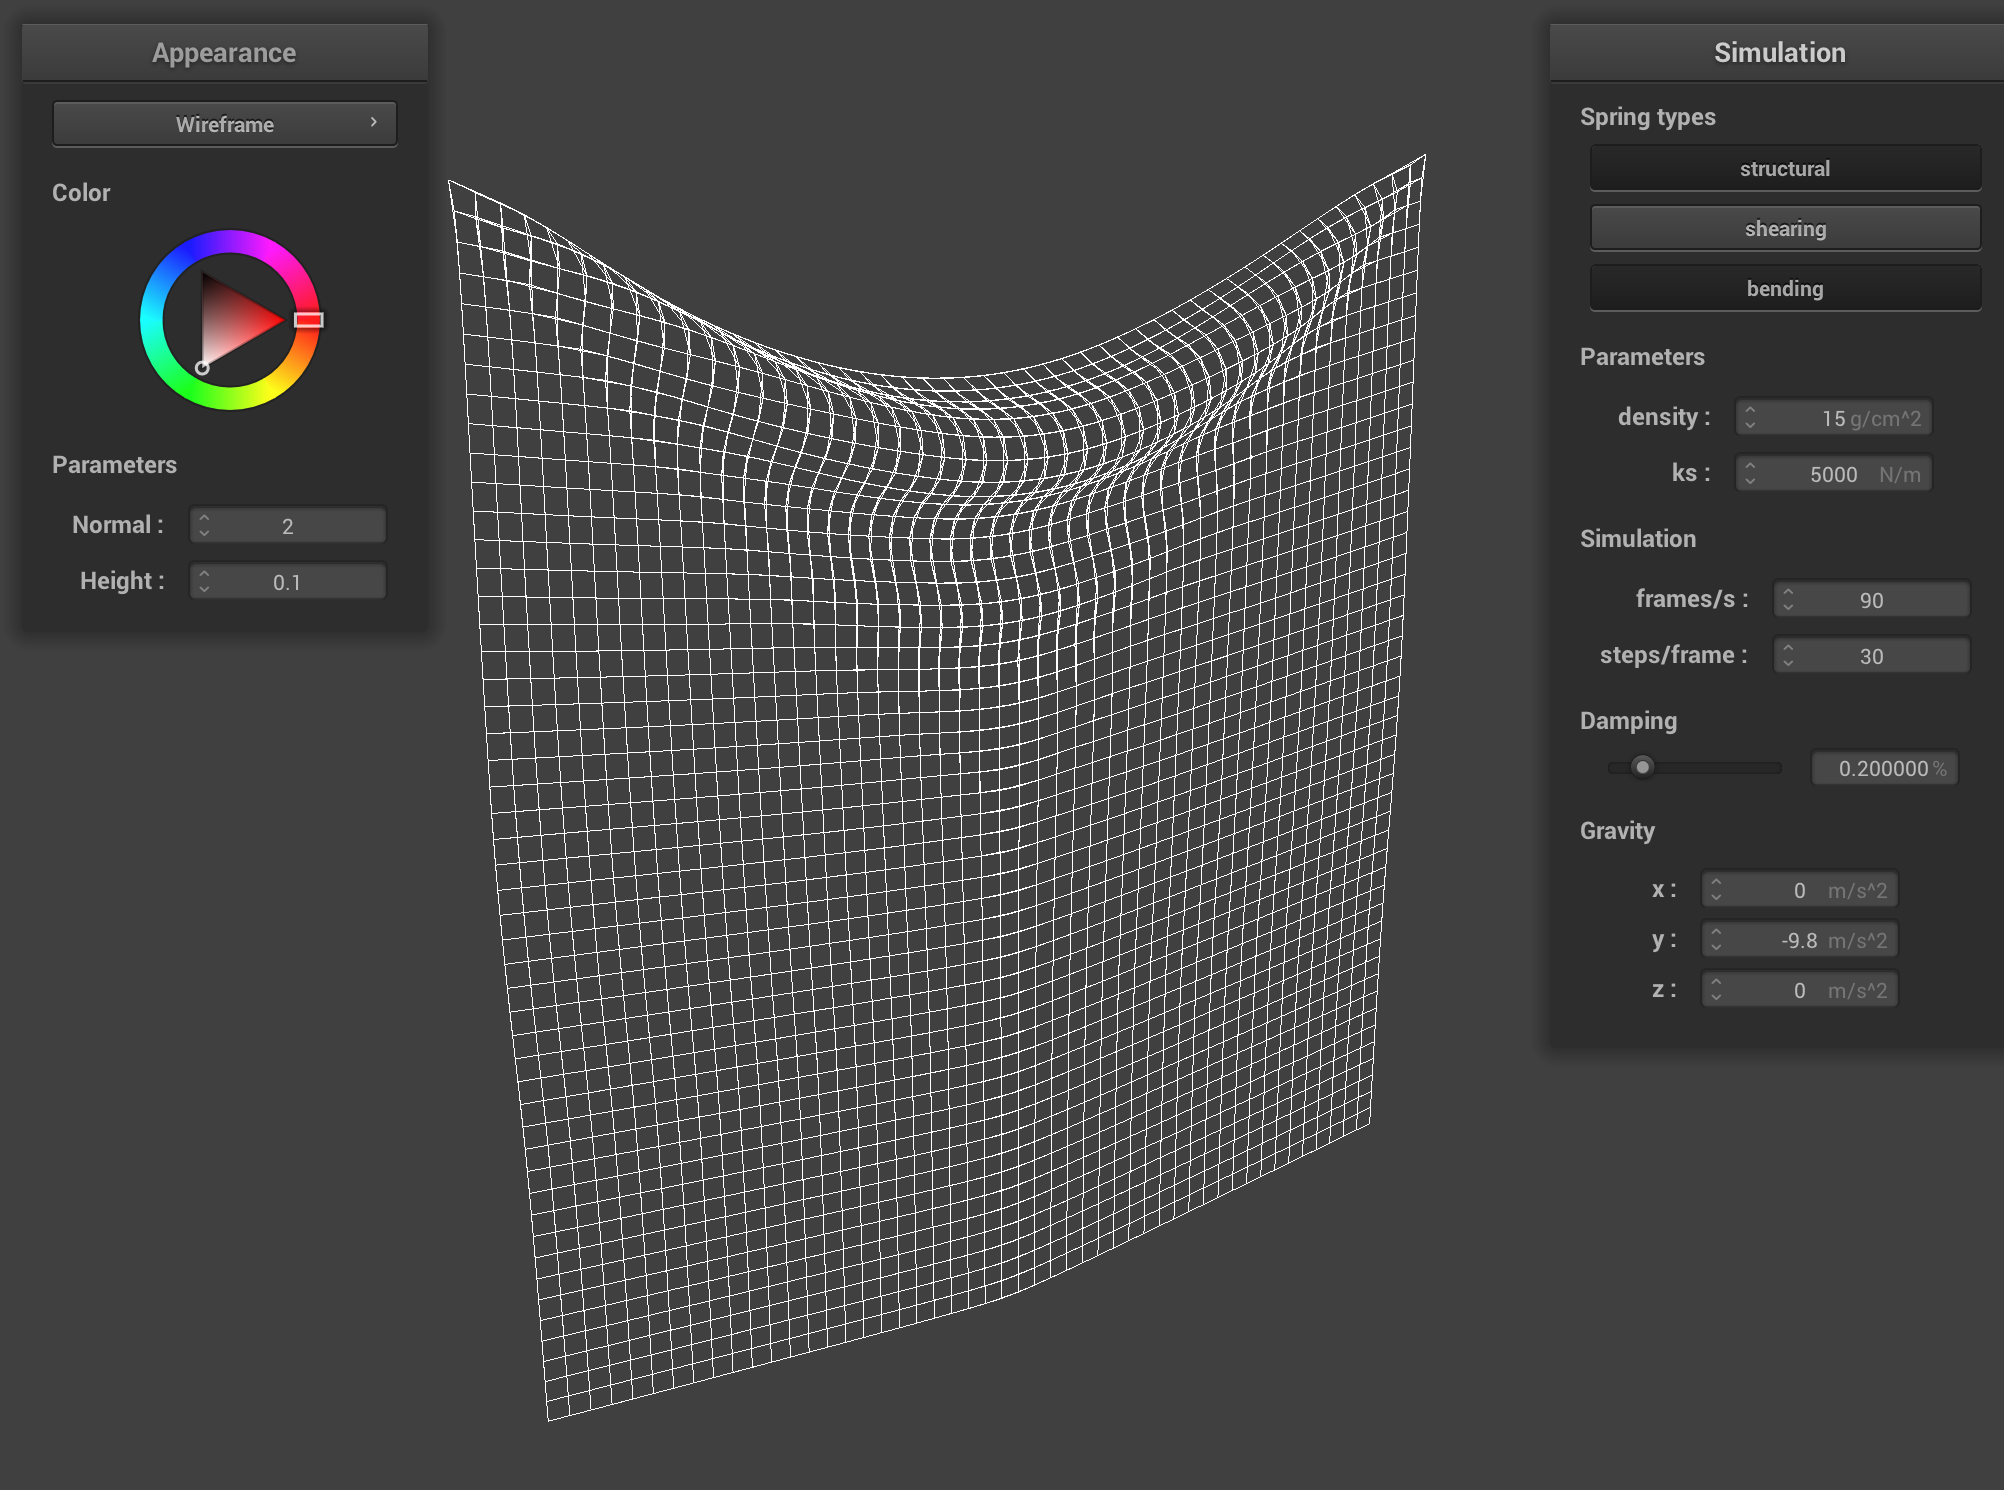 Appearance
Wireframe
Color
Parameters
Normal : 2
Height : 0.1
Simulation
Spring types
structural
shearing
bending
Parameters
density : 15 g/cm^2
ks : 5000 N/m
Simulation
frames/s : 90
steps/frame : 30
Damping
0.200000 %
Gravity
x : 0 m/s^2
y : -9.8 m/s^2
z : 0 m/s^2